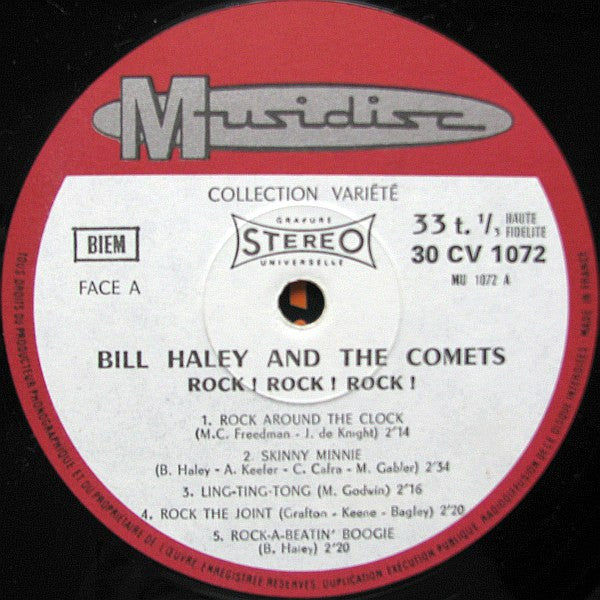 Musidisc
COLLECTION VARIÉTÉ
BIEM
GRAVURE
STEREO
UNIVERSELLE
33 t. 1/3 HAUTE FIDELITE
30 CV 1072
MU 1072 A
FACE A
BILL HALEY AND THE COMETS
ROCK! ROCK! ROCK!
1. ROCK AROUND THE CLOCK
(M.C. Freedman - J. de Knight) 2"14
2. SKINNY MINNIE
(B. Haley - A. Keefer - C. Cafra - M. Gabler) 2"34
3. LING-TING-TONG (M. Godwin) 2"16
4. ROCK THE JOINT (Grafton - Keene - Bagley) 2"20
5. ROCK-A-BEATIN' BOOGIE
(B. Haley) 2"20
TOUS DROITS DU PRODUCTEUR PHONOGRAPHIQUE ET DU PROPRIETAIRE DE L'ŒUVRE ENREGISTREE RESERVES. DUPLICATION EXECUTION PUBLIQUE, RADIODIFFUSION DE LE DISQUE INTERDITES. MADE IN FRANCE